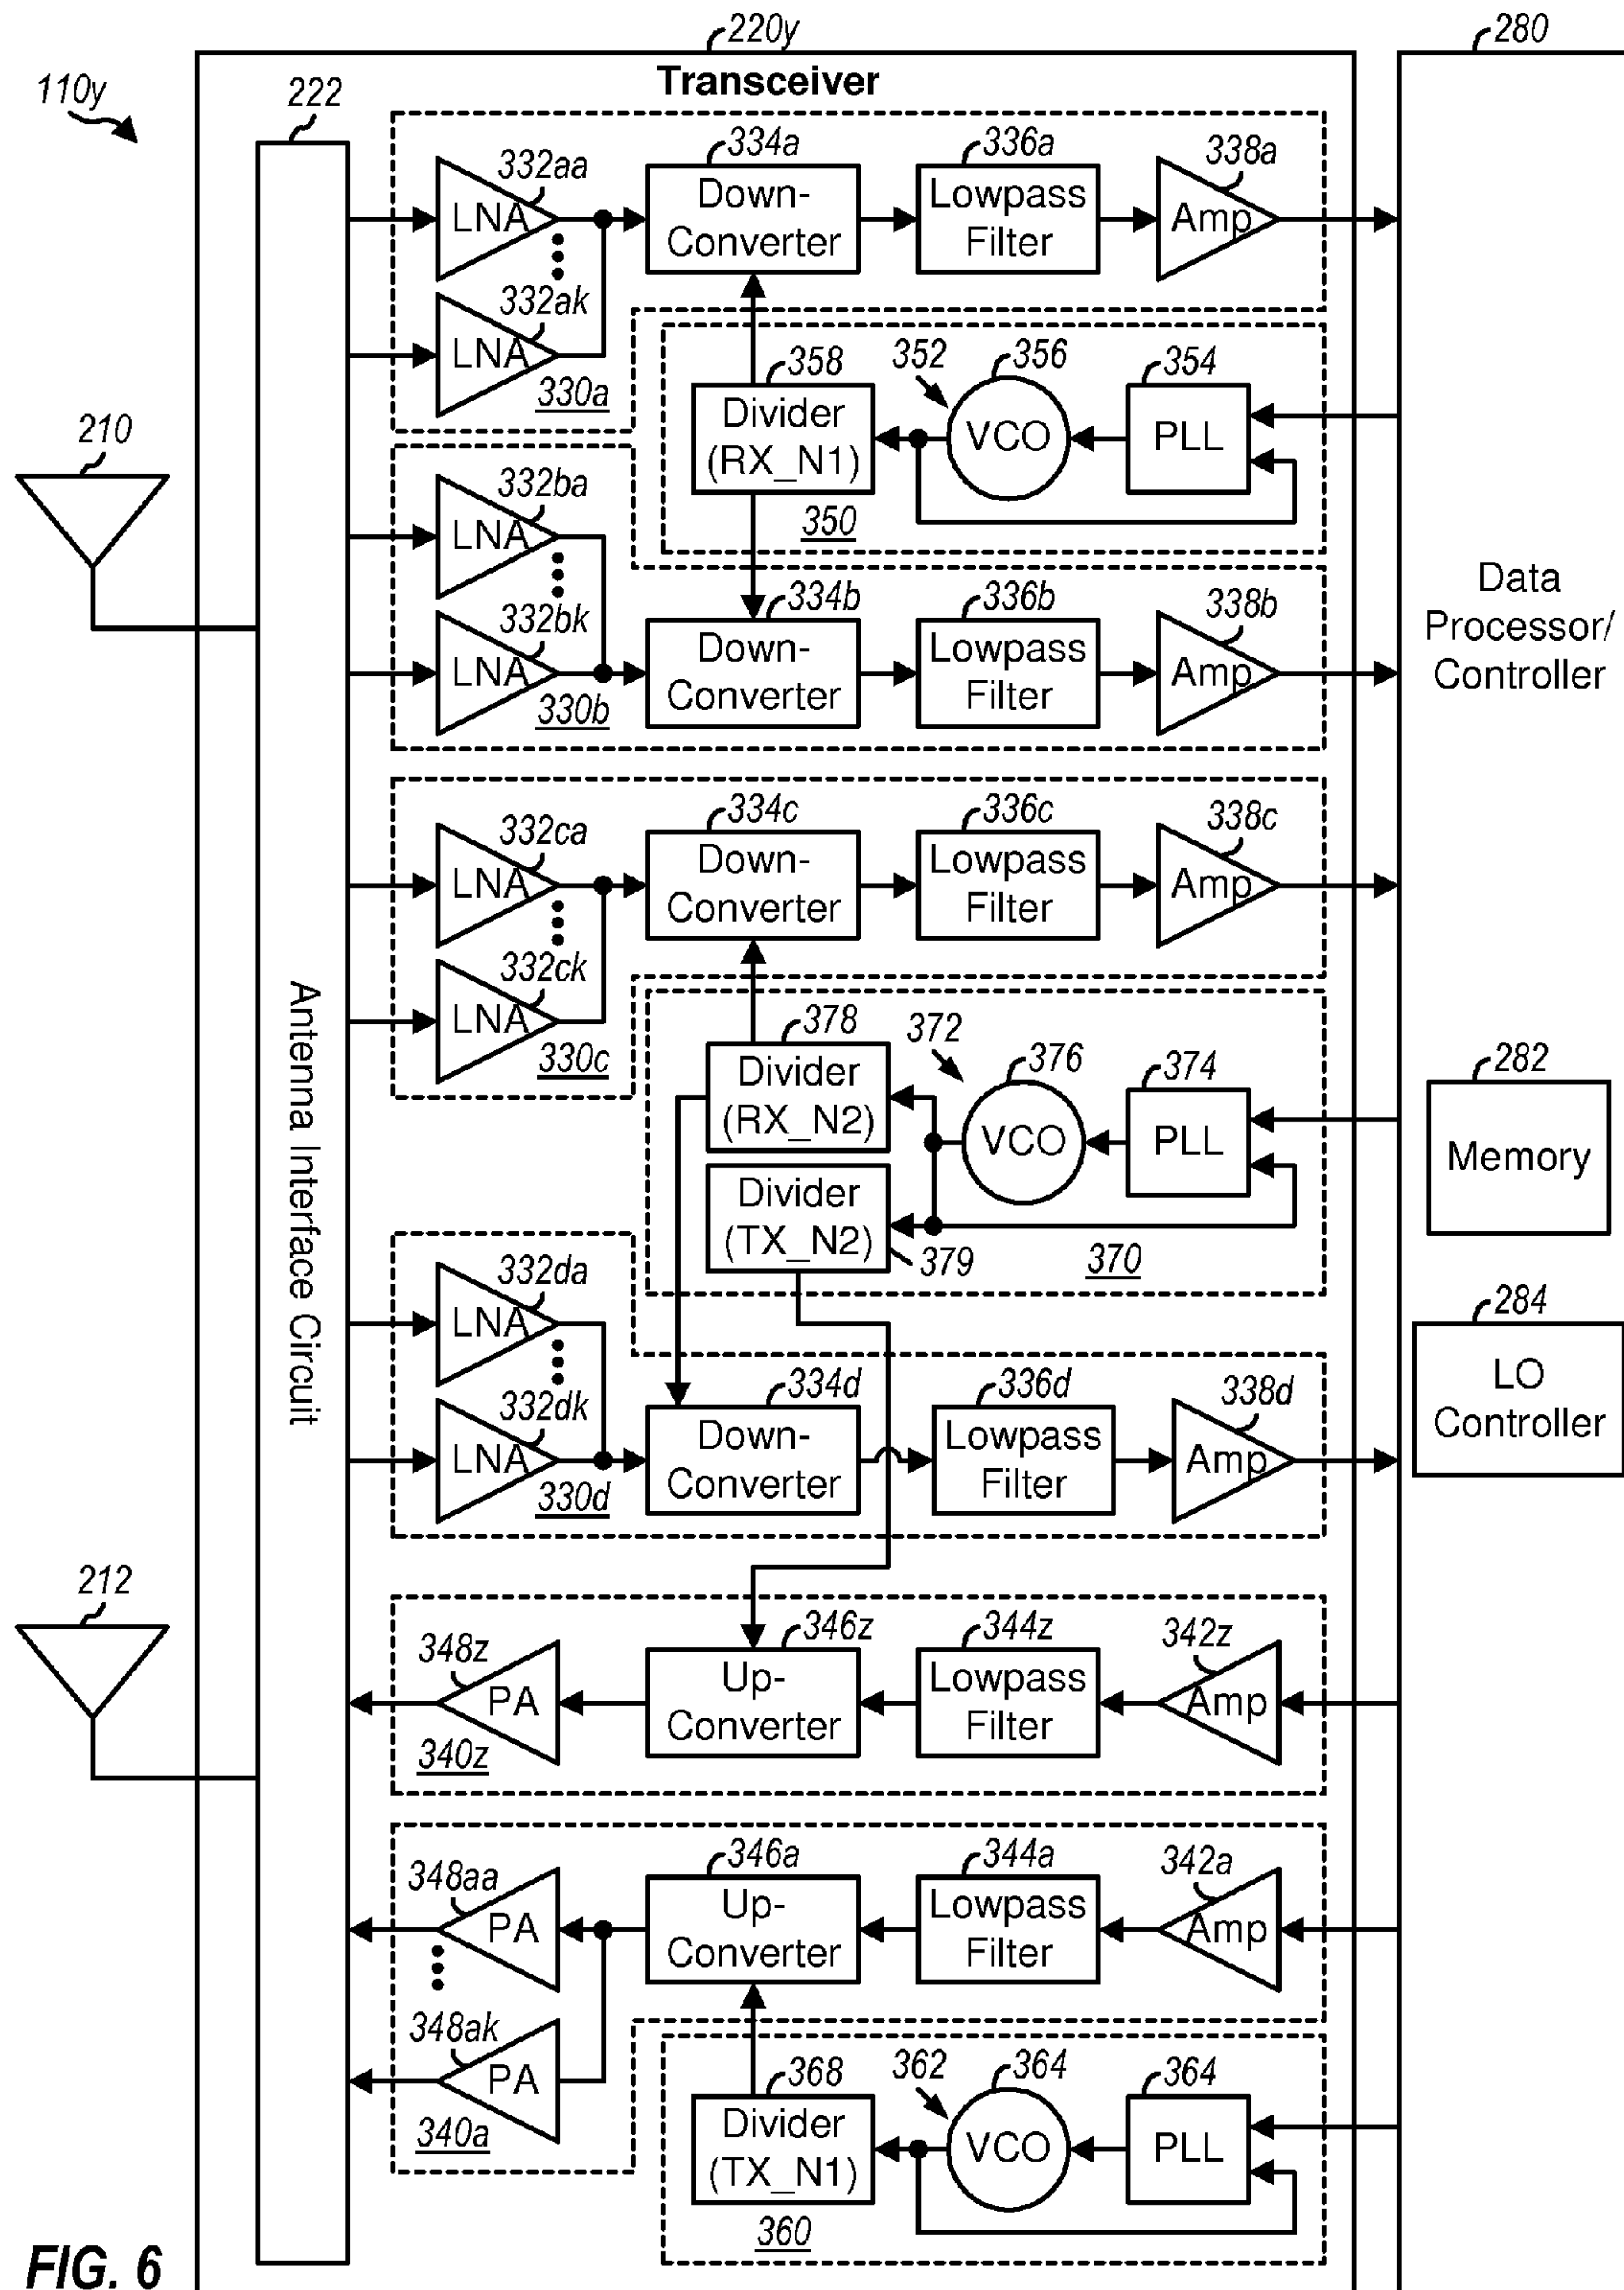 220y
280
Transceiver
110y
222
332aa
334a
336a
338a
LNA
Down-
Converter
Lowpass
Filter
Amp
332ak
LNA
330a
358
352
356
354
Divider
(RX_N1)
VCO
PLL
350
210
332ba
LNA
332bk
LNA
330b
334b
336b
338b
Down-
Converter
Lowpass
Filter
Amp
Data
Processor/
Controller
332ca
334c
336c
338c
LNA
Down-
Converter
Lowpass
Filter
Amp
332ck
LNA
330c
378
372
376
374
Divider
(RX_N2)
VCO
PLL
Divider
(TX_N2)
379
370
282
Memory
Antenna Interface Circuit
332da
LNA
332dk
LNA
330d
334d
336d
338d
Down-
Converter
Lowpass
Filter
Amp
284
LO
Controller
212
348z
346z
344z
342z
PA
Up-
Converter
Lowpass
Filter
Amp
340z
348aa
346a
344a
342a
PA
Up-
Converter
Lowpass
Filter
Amp
348ak
PA
340a
368
362
364
364
Divider
(TX_N1)
VCO
PLL
360
FIG. 6